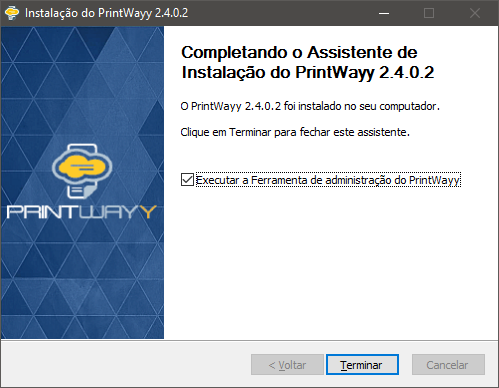 Instalação do PrintWayy 2.4.0.2
Completando o Assistente de
Instalação do PrintWayy 2.4.0.2
O PrintWayy 2.4.0.2 foi instalado no seu computador.
Clique em Terminar para fechar este assistente.
Executar a Ferramenta de administração do PrintWayy
PRINTWAYY
< Voltar
Terminar
Cancelar